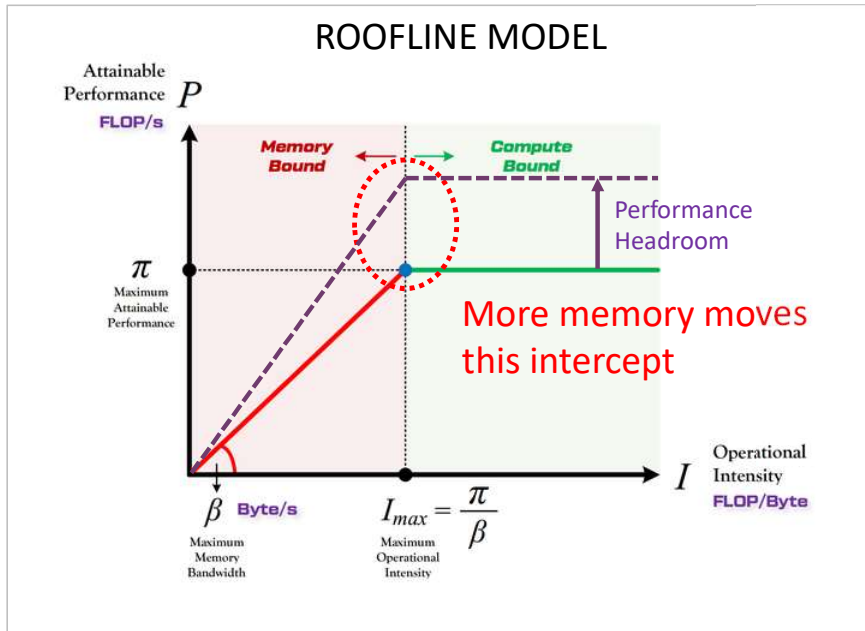 ROOFLINE MODEL
Attainable
Performance P
FLOP/s
Memory
Bound
Compute
Bound
Performance
Headroom
π
Maximum
Attainable
Performance
More memory moves
this intercept
I
Operational
Intensity
FLOP/Byte
β Byte/s
Maximum
Memory
Bandwidth
Imax = π/β
Maximum
Operational
Intensity